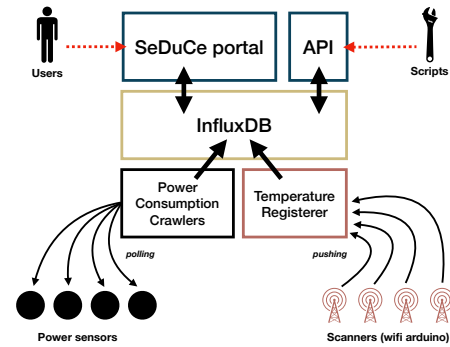 SeDuCe portal
API
Users
Scripts
InfluxDB
Power
Consumption
Crawlers
Temperature
Registerer
polling
pushing
Power sensors
Scanners (wifi arduino)